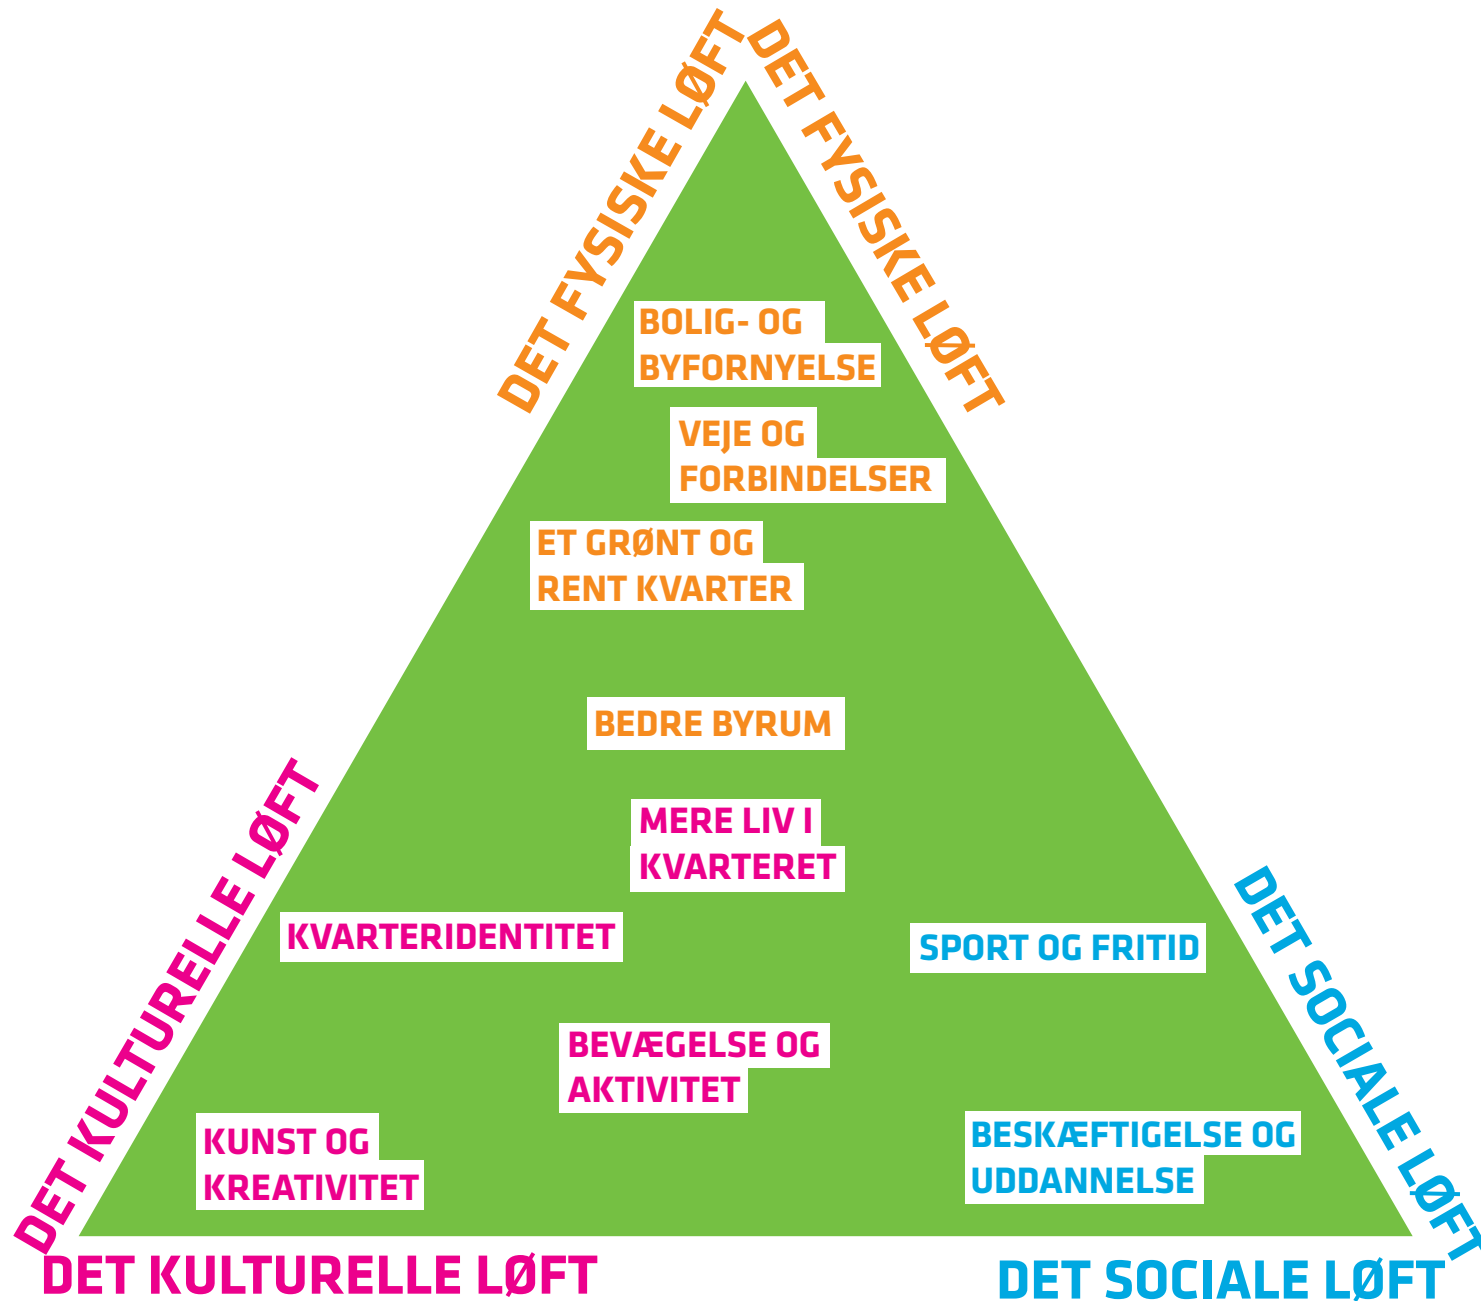 DET FYSISKE LØFT
DET FYSISKE LØFT
BOLIG- OG
BYFORNYELSE
VEJE OG
FORBINDELSER
ET GRØNT OG
RENT KVARTER
BEDRE BYRUM
MERE LIV I
KVARTERET
KVARTERIDENTITET
SPORT OG FRITID
BEVÆGELSE OG
AKTIVITET
KUNST OG
KREATIVITET
BESKÆFTIGELSE OG
UDDANNELSE
DET KULTURELLE LØFT
DET SOCIALE LØFT
DET KULTURELLE LØFT
DET SOCIALE LØFT